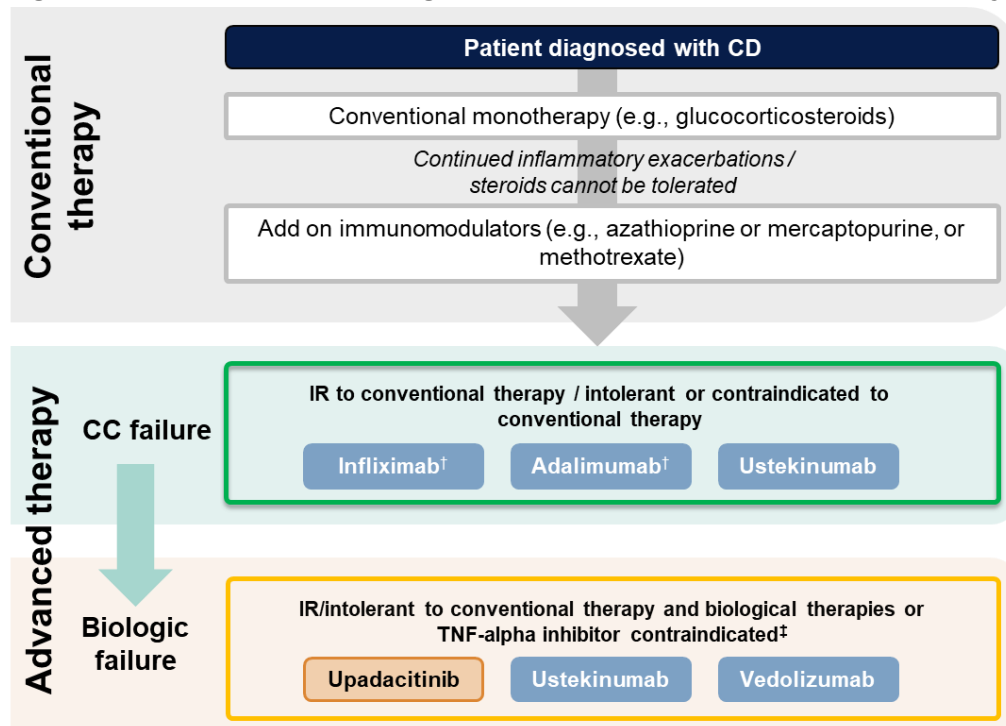 Patient diagnosed with CD
Conventional therapy
Conventional monotherapy (e.g., glucocorticosteroids)
Continued inflammatory exacerbations /
steroids cannot be tolerated
Add on immunomodulators (e.g., azathioprine or mercaptopurine, or
methotrexate)
Advanced therapy
CC failure
IR to conventional therapy / intolerant or contraindicated to
conventional therapy
Infliximab† Adalimumab† Ustekinumab
Biologic
failure
IR/intolerant to conventional therapy and biological therapies or
TNF-alpha inhibitor contraindicated‡
Upadacitinib Ustekinumab Vedolizumab